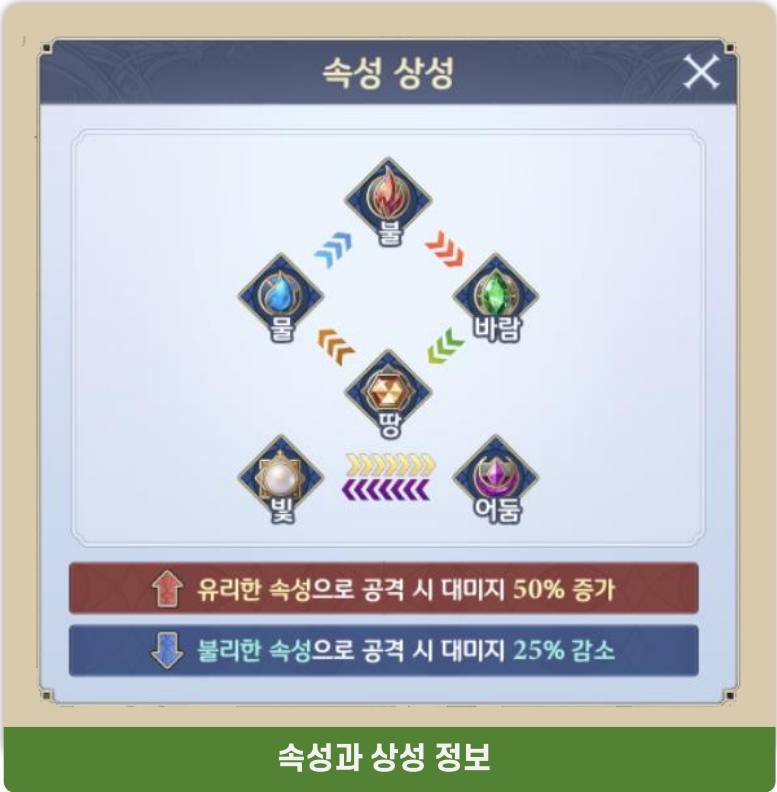 속성 상성
불
물
바람
땅
빛
어둠
유리한 속성으로 공격 시 대미지 50% 증가
불리한 속성으로 공격 시 대미지 25% 감소
속성과 상성 정보